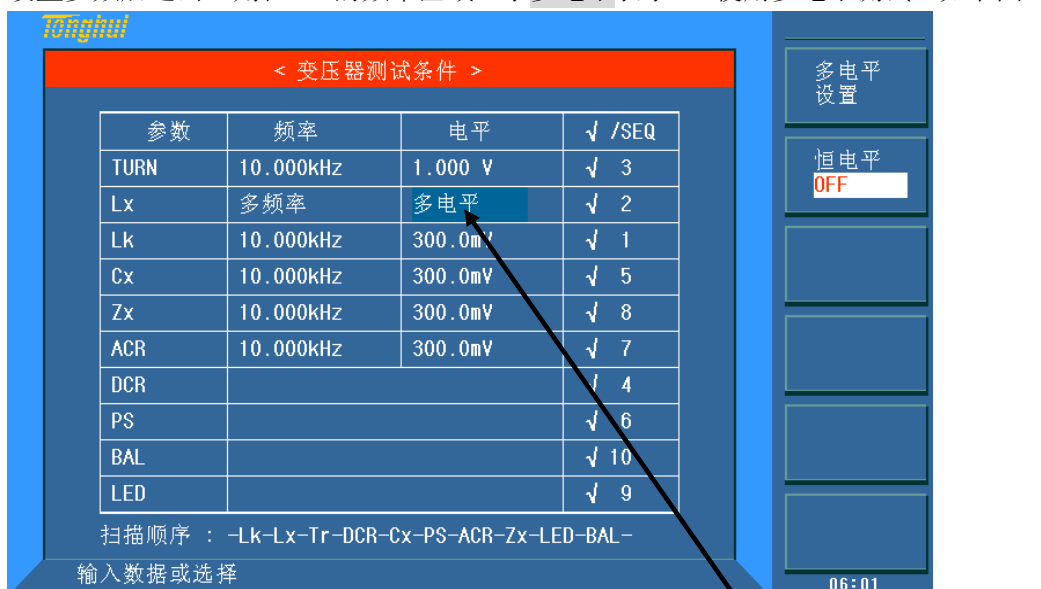 Tonghui
< 变压器测试条件 >
参数 频率 电平 √ /SEQ
TURN 10.000kHz 1.000 V √ 3
Lx 多频率 多电平 √ 2
Lk 10.000kHz 300.0mV √ 1
Cx 10.000kHz 300.0mV √ 5
Zx 10.000kHz 300.0mV √ 8
ACR 10.000kHz 300.0mV √ 7
DCR √ 4
PS √ 6
BAL √ 10
LED √ 9
扫描顺序 : -Lk-Lx-Tr-DCR-Cx-PS-ACR-Zx-LED-BAL-
输入数据或选择
多电平
设置
恒电平
OFF
06:01